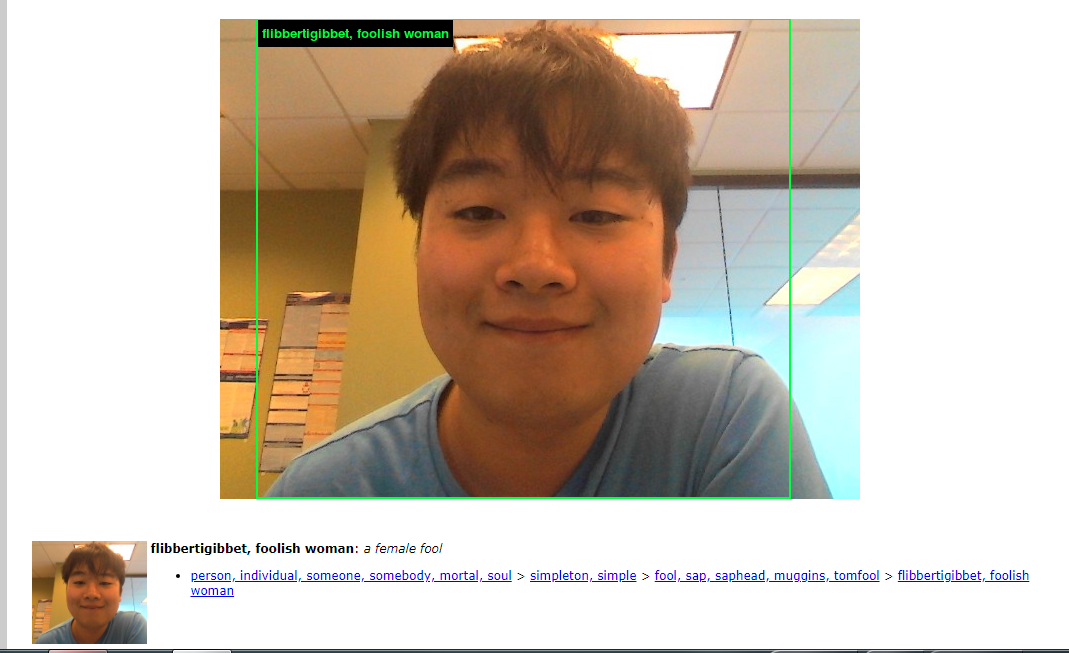 flibbertigibbet, foolish woman
flibbertigibbet, foolish woman: a female fool
person, individual, someone, somebody, mortal, soul > simpleton, simple > fool, sap, saphead, muggins, tomfool > flibbertigibbet, foolish
woman